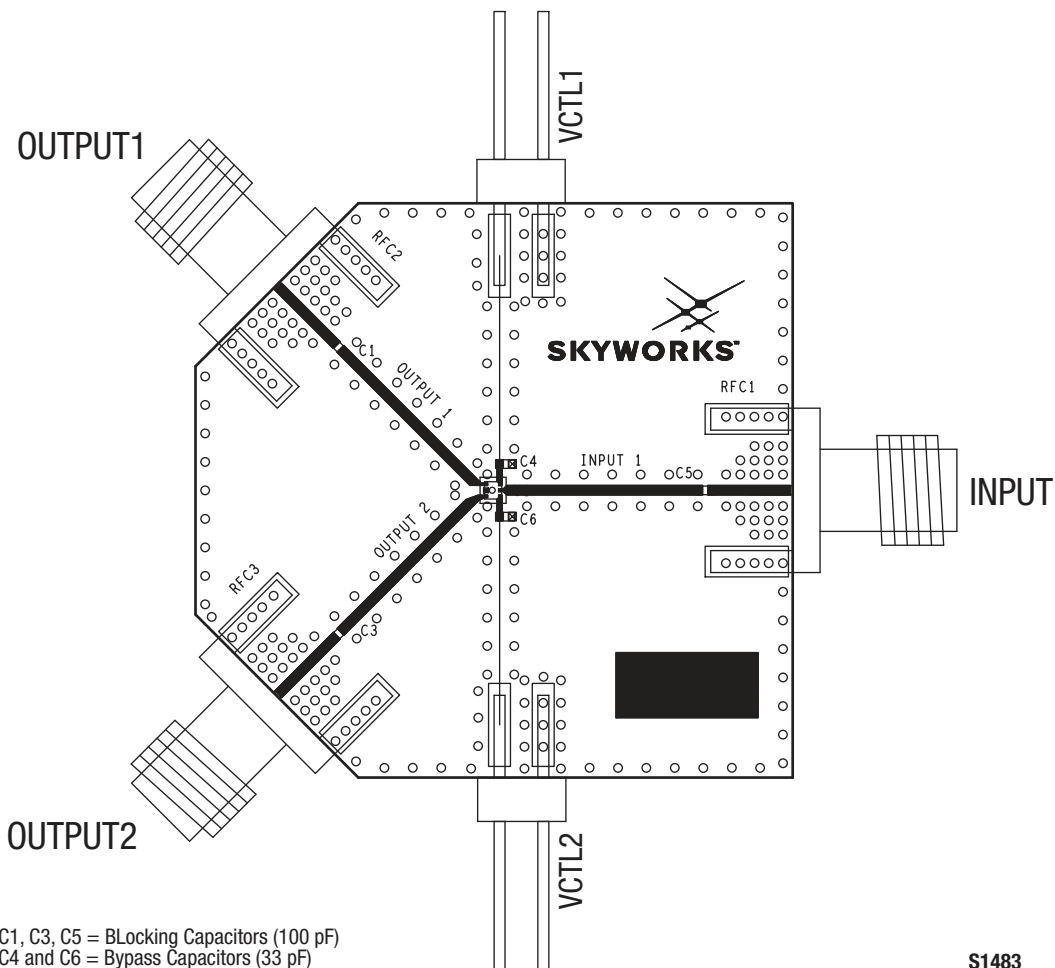 VCTL1
OUTPUT1
RFC2
SKYWORKS™
C1
OUTPUT 1
RFC1
C4
INPUT 1
C5
INPUT
C6
OUTPUT 2
RFC3
C3
OUTPUT2
VCTL2
C1, C3, C5 = BLocking Capacitors (100 pF)
C4 and C6 = Bypass Capacitors (33 pF)
S1483